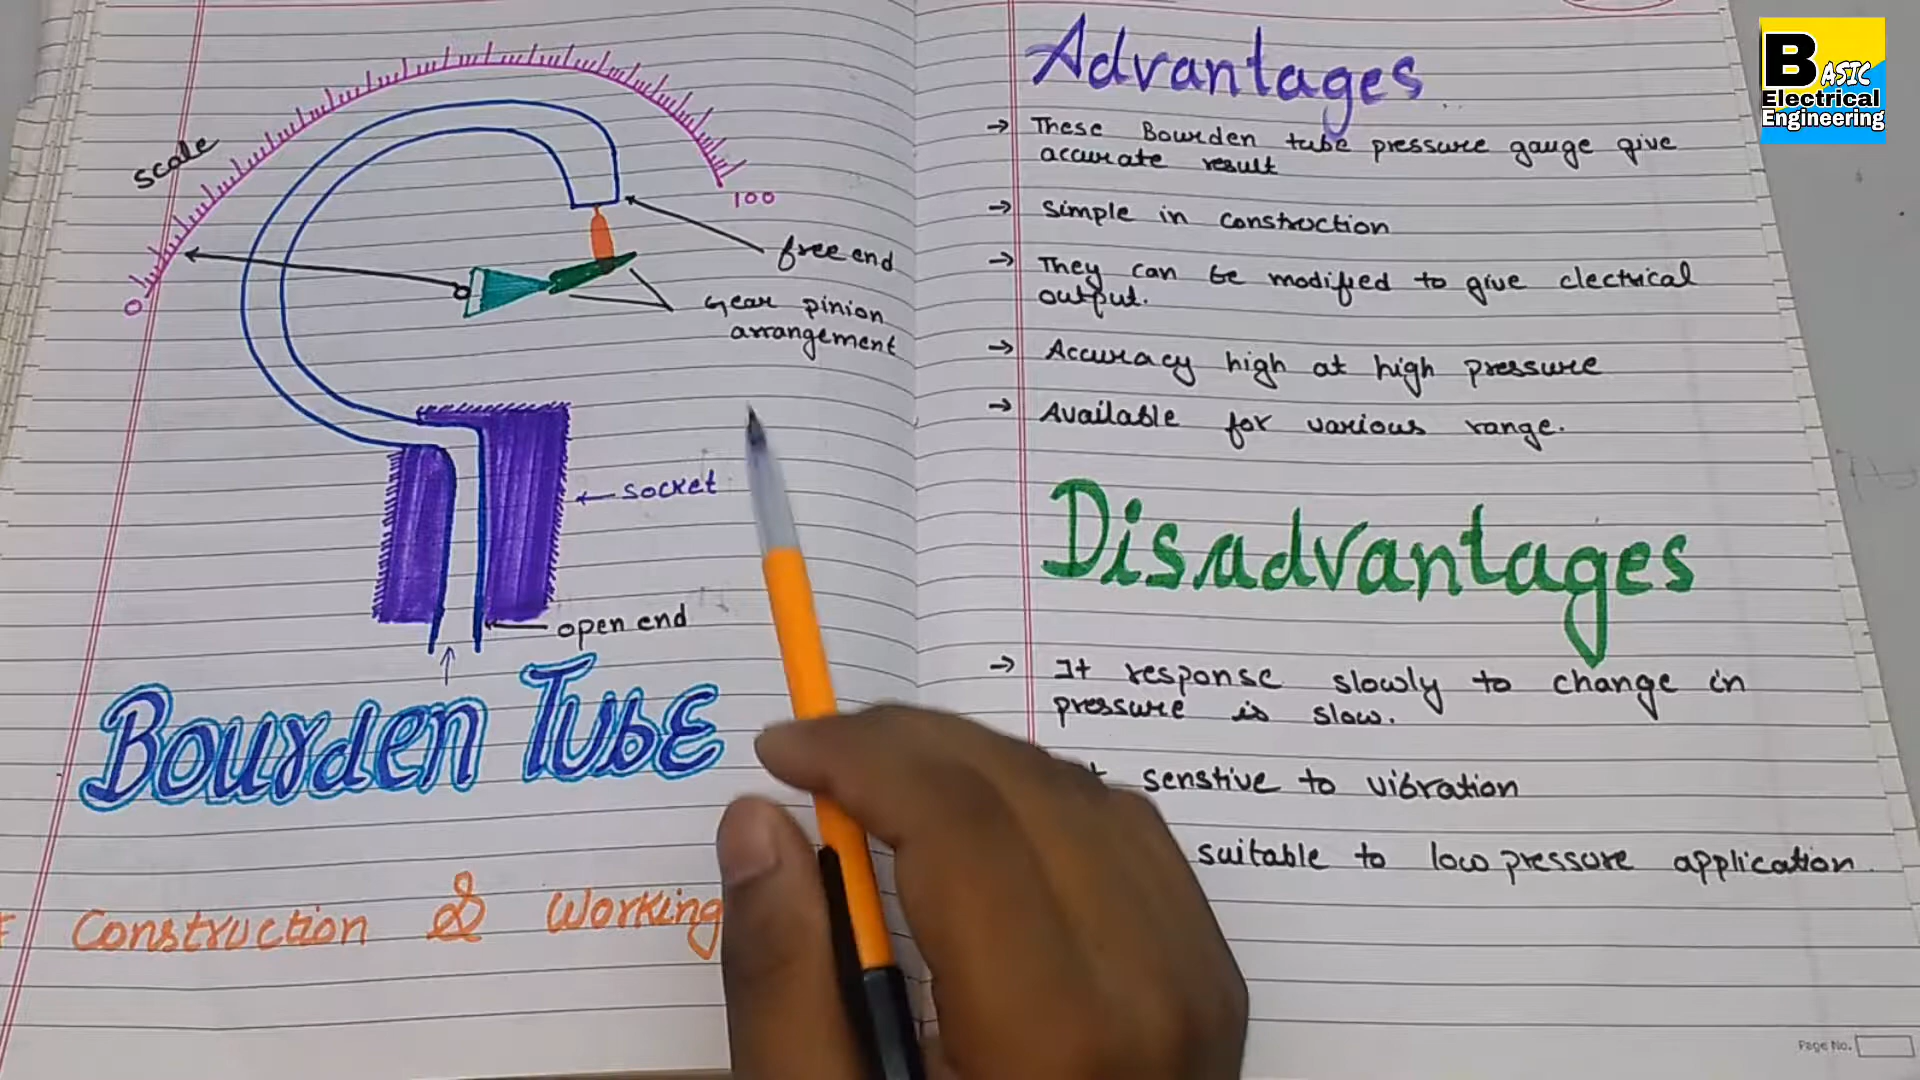 scale
0
100
free end
Gear pinion
arrangement
socket
open end
Bourden Tube
Construction & Working
Advantages
→ These Bourden tube pressure gauge give
accurate result
→ Simple in construction
→ They can be modified to give electrical
output.
→ Accuracy high at high pressure
→ Available for various range.
Disadvantages
→ It response slowly to change in
pressure is slow.
senstive to vibration
suitable to low pressure application.
Page No.
BASIC
Electrical
Engineering